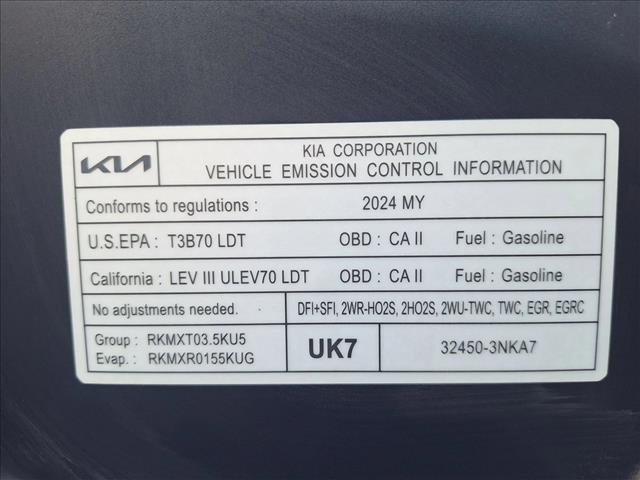 KIA
KIA CORPORATION
VEHICLE EMISSION CONTROL INFORMATION
Conforms to regulations : 2024 MY
U.S.EPA : T3B70 LDT OBD : CA II Fuel : Gasoline
California : LEV III ULEV70 LDT OBD : CA II Fuel : Gasoline
No adjustments needed. DFI+SFI, 2WR-HO2S, 2HO2S, 2WU-TWC, TWC, EGR, EGRC
Group : RKMXT03.5KU5
Evap. : RKMXR0155KUG
UK7
32450-3NKA7